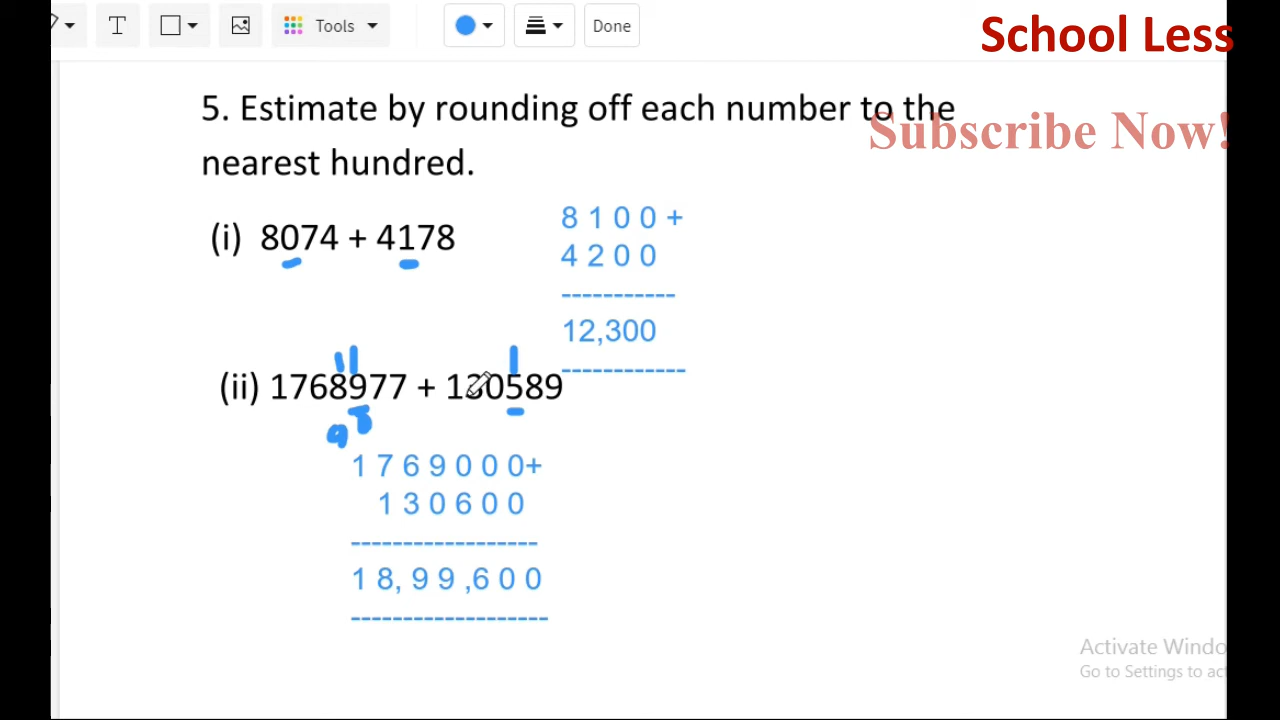 Tools
Done
School Less
Subscribe Now!
5. Estimate by rounding off each number to the
nearest hundred.
(i) 8074 + 4178
8 1 0 0 +
4 2 0 0
-----------
12,300
------------
(ii) 1768977 + 130589
1 7 6 9 0 0 0+
1 3 0 6 0 0
-----------------
1 8, 9 9 ,6 0 0
------------------
Activate Windo
Go to Settings to act